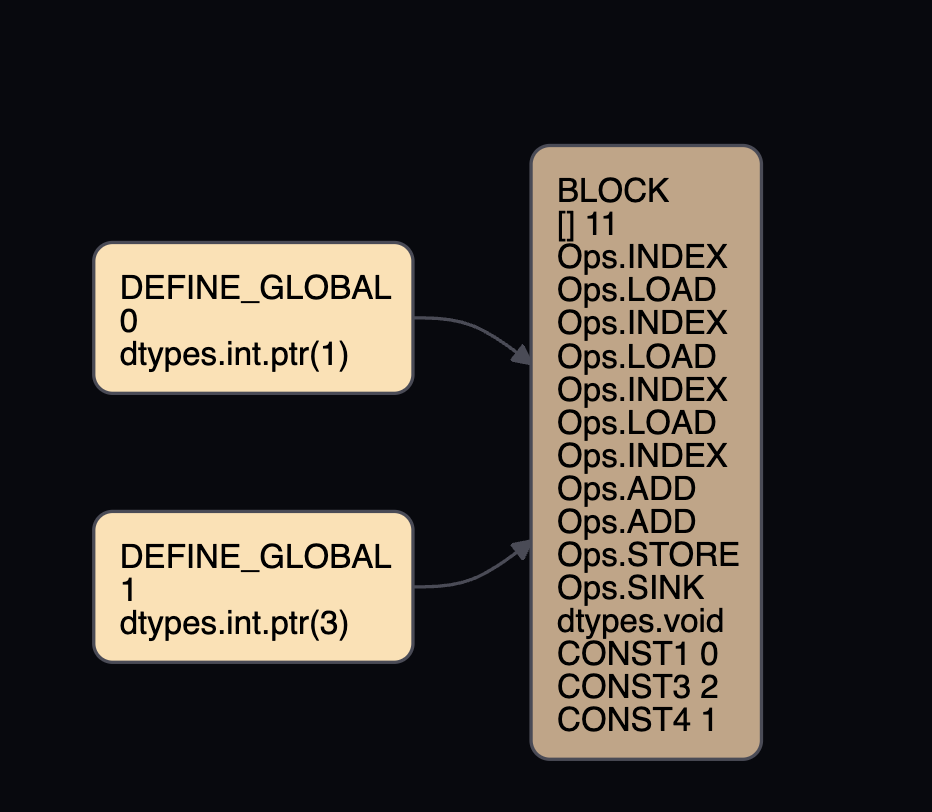 DEFINE_GLOBAL
0
dtypes.int.ptr(1)
DEFINE_GLOBAL
1
dtypes.int.ptr(3)
BLOCK
[] 11
Ops.INDEX
Ops.LOAD
Ops.INDEX
Ops.LOAD
Ops.INDEX
Ops.LOAD
Ops.INDEX
Ops.ADD
Ops.ADD
Ops.STORE
Ops.SINK
dtypes.void
CONST1 0
CONST3 2
CONST4 1